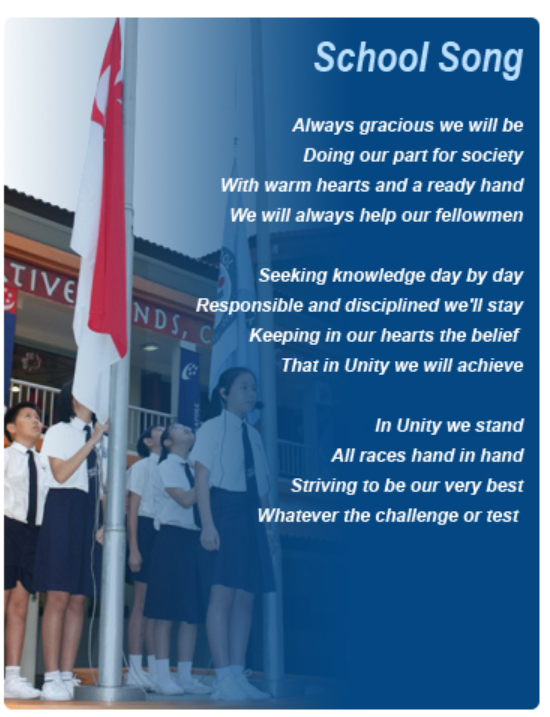 School Song
Always gracious we will be
Doing our part for society
With warm hearts and a ready hand
We will always help our fellowmen
Seeking knowledge day by day
Responsible and disciplined we'll stay
Keeping in our hearts the belief
That in Unity we will achieve
In Unity we stand
All races hand in hand
Striving to be our very best
Whatever the challenge or test
TIVE NDS, C